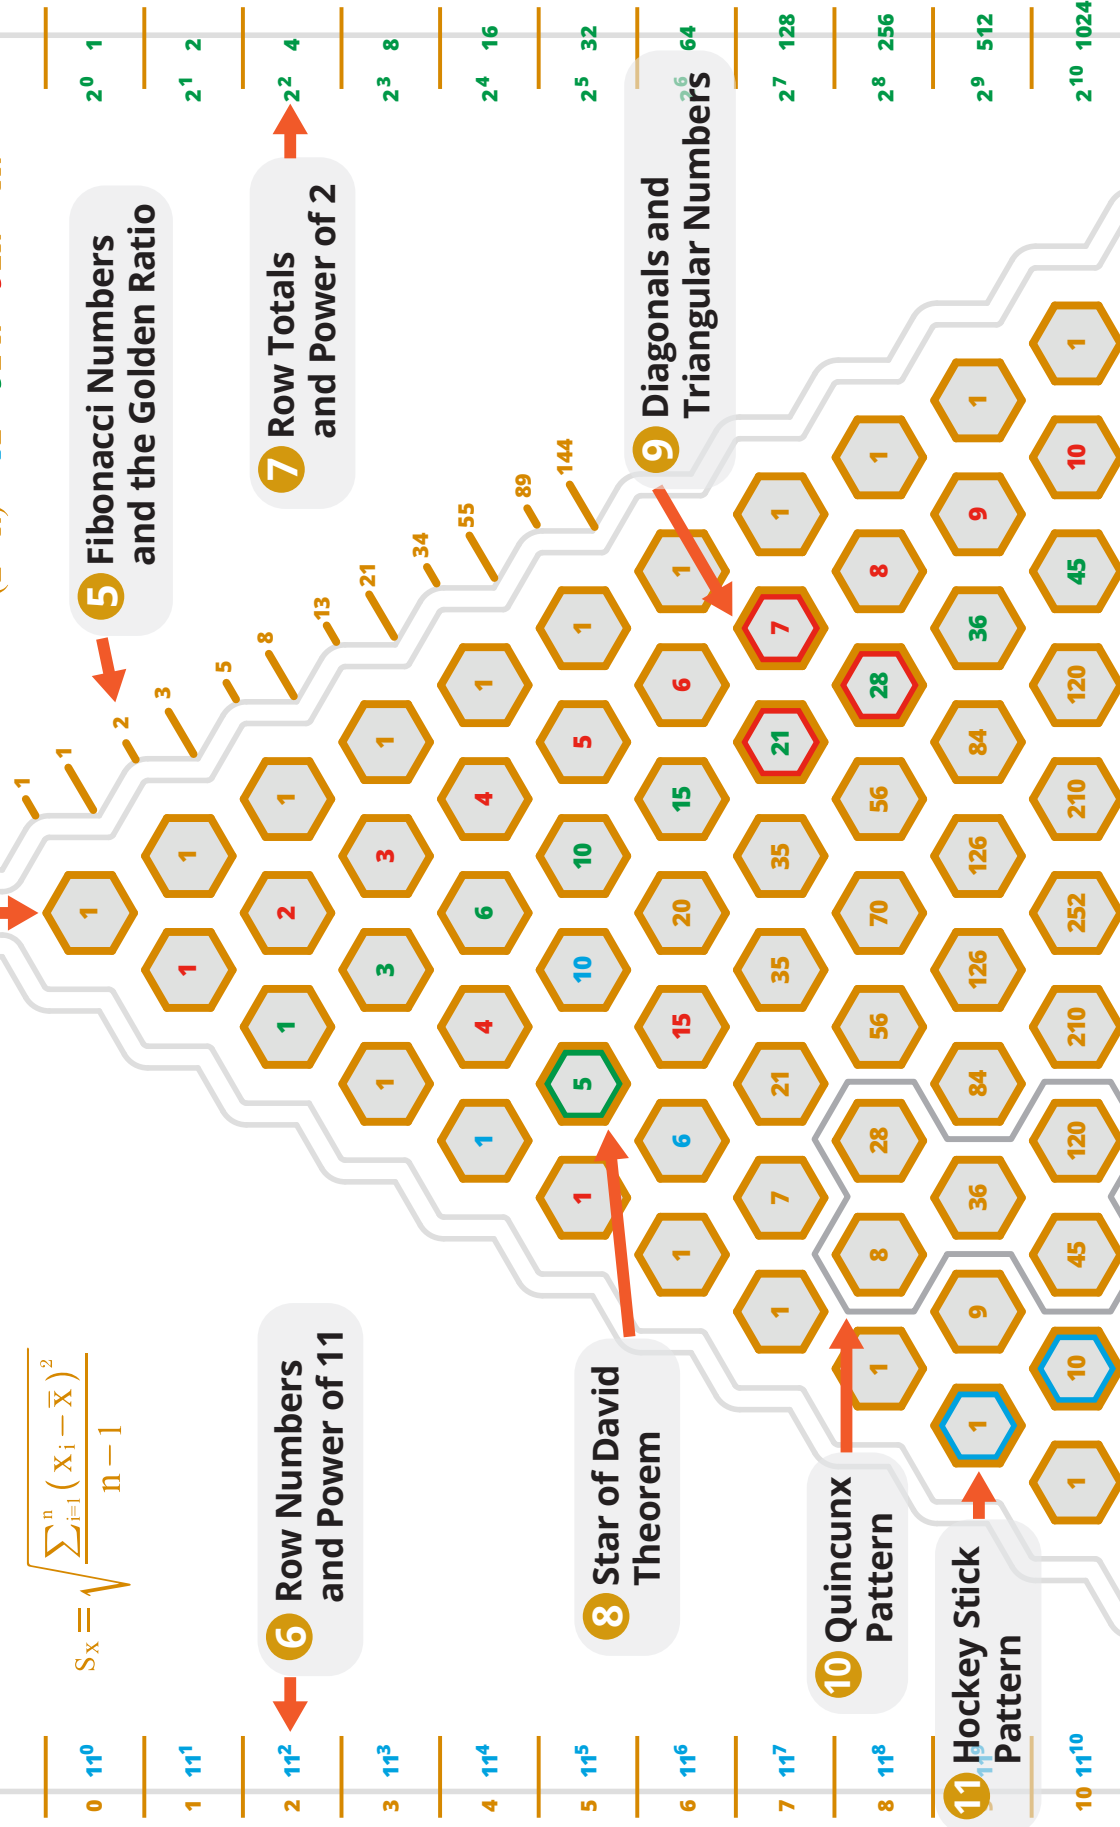 Sx = √ ∑ⁿᵢ₌₁ ( xᵢ − x̅ )²
n − 1
5 Fibonacci Numbers
and the Golden Ratio
6 Row Numbers
and Power of 11
7 Row Totals
and Power of 2
8 Star of David
Theorem
9 Diagonals and
Triangular Numbers
10 Quincunx
Pattern
11 Hockey Stick
Pattern
1
1
2
3
5
8
13
21
34
55
89
144
0 11⁰ 1 2⁰ 1
1 11¹ 1 1 2¹ 2
2 11² 1 2 1 2² 4
3 11³ 1 3 3 1 2³ 8
4 11⁴ 1 4 6 4 1 2⁴ 16
5 11⁵ 1 5 10 10 5 1 2⁵ 32
6 11⁶ 1 6 15 20 15 6 1 2⁶ 64
7 11⁷ 1 7 21 35 35 21 7 1 2⁷ 128
8 11⁸ 1 8 28 56 70 56 28 8 1 2⁸ 256
11⁹ 1 9 36 84 126 126 84 36 9 1 2⁹ 512
10 11¹⁰ 1 10 45 120 210 252 210 120 45 10 1 2¹⁰ 1024